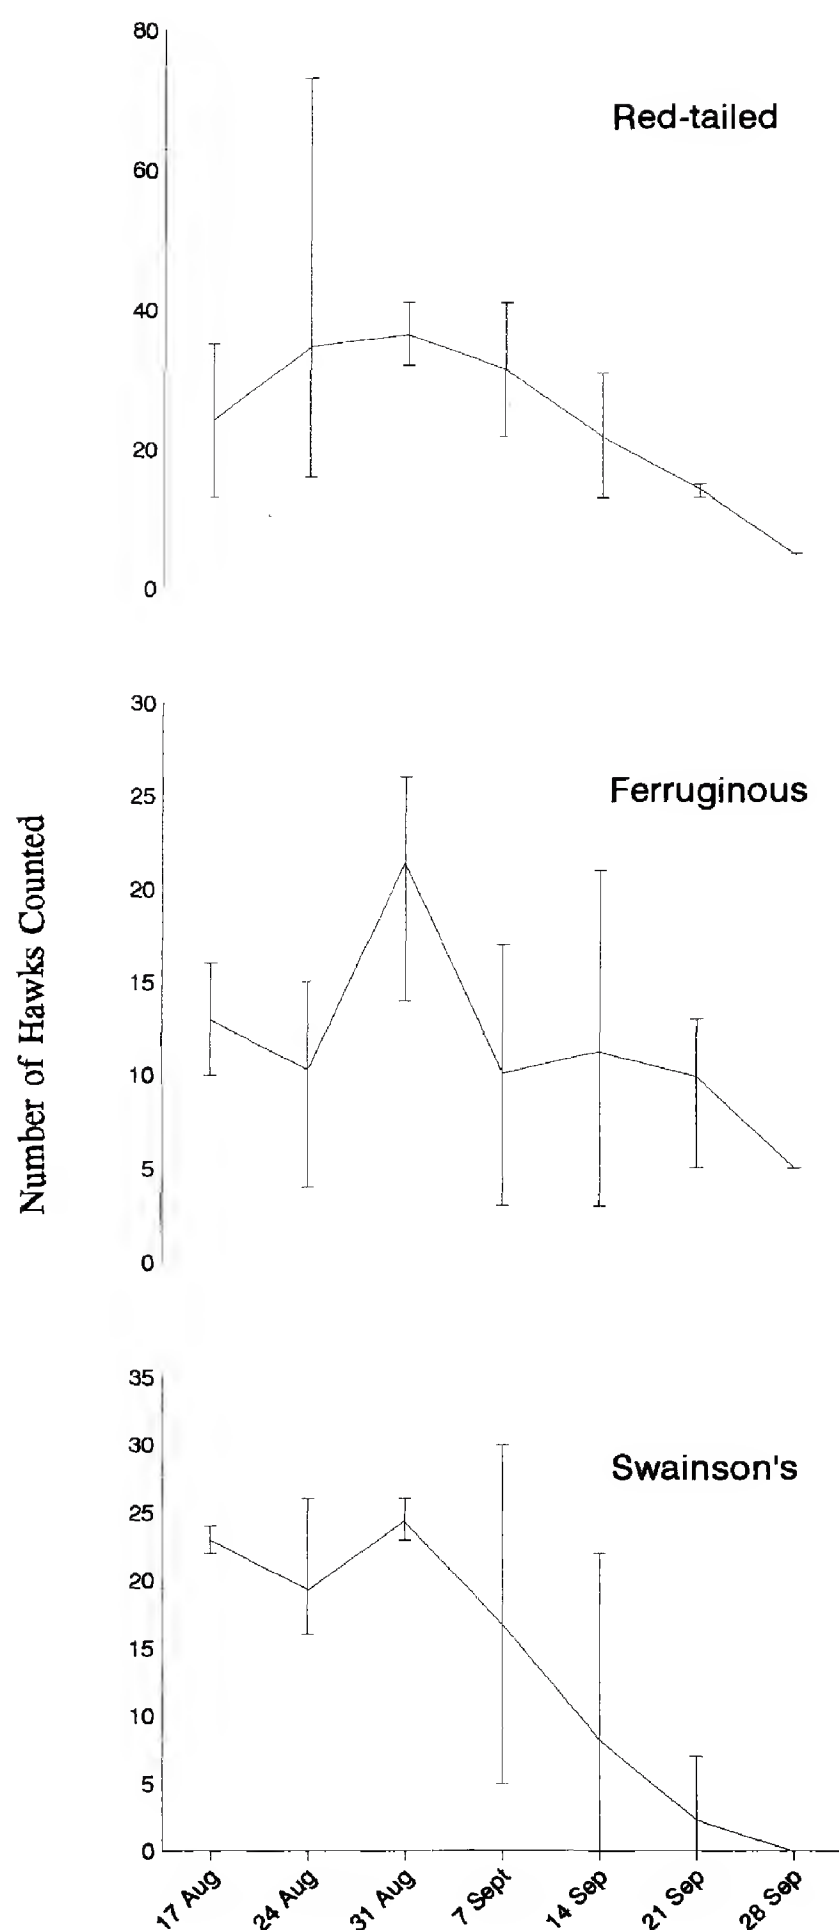 80
Red-tailed
60
40
20
0
30
Ferruginous
25
20
15
10
5
0
Number of Hawks Counted
35
30
Swainson's
25
20
15
10
5
0
17 Aug
24 Aug
31 Aug
7 Sept
14 Sep
21 Sep
28 Sep